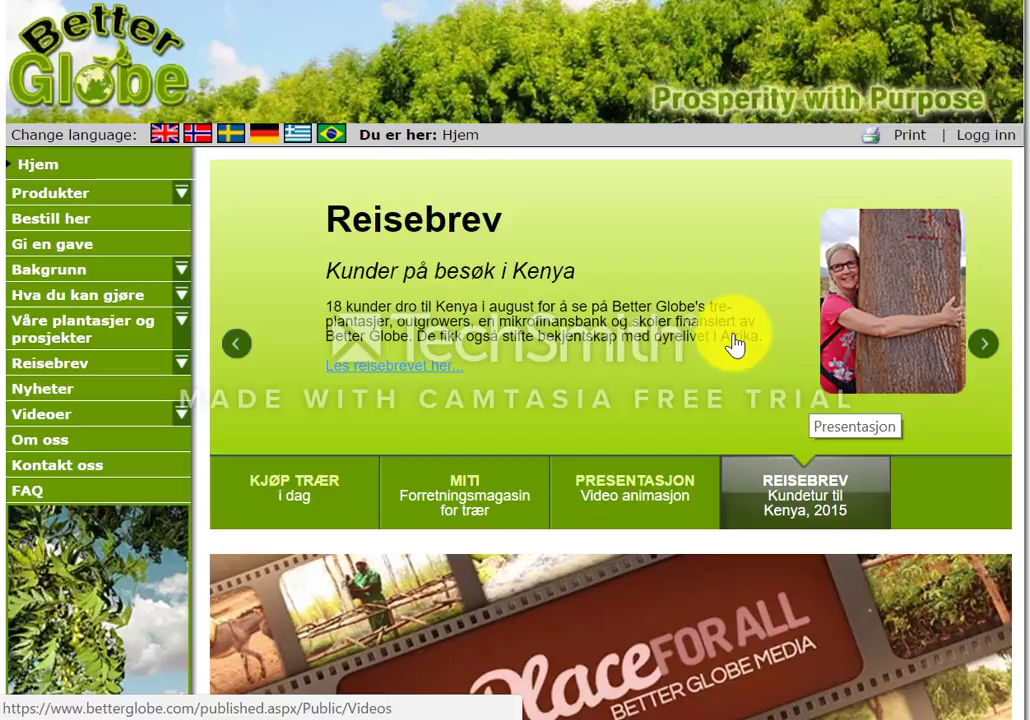 Better
Globe
Prosperity with Purpose
Change language:
Du er her: Hjem
Print | Logg inn
Hjem
Produkter
Bestill her
Gi en gave
Bakgrunn
Hva du kan gjøre
Våre plantasjer og
prosjekter
Reisebrev
Nyheter
Videoer
Om oss
Kontakt oss
FAQ
Reisebrev
Kunder på besøk i Kenya
18 kunder dro til Kenya i august for å se på Better Globe's tre-
plantasjer, outgrowers, en mikrofinansbank og skoler finansiert av
Better Globe. De fikk også stifte bekjentskap med dyrelivet i Afrika.
Les reisebrevet her...
TechSmith
MADE WITH CAMTASIA FREE TRIAL
Presentasjon
KJØP TRÆR
i dag
MITI
Forretningsmagasin
for trær
PRESENTASJON
Video animasjon
REISEBREV
Kundetur til
Kenya, 2015
Place FOR ALL
BETTER GLOBE MEDIA
https://www.betterglobe.com/published.aspx/Public/Videos